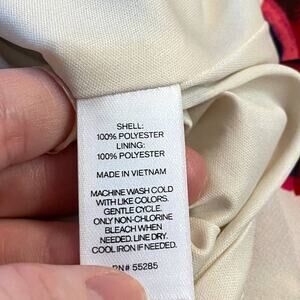 SHELL:
100% POLYESTER
LINING:
100% POLYESTER
MADE IN VIETNAM
MACHINE WASH COLD
WITH LIKE COLORS.
GENTLE CYCLE.
ONLY NON-CHLORINE
BLEACH WHEN
NEEDED. LINE DRY.
COOL IRON IF NEEDED.
RN# 55285